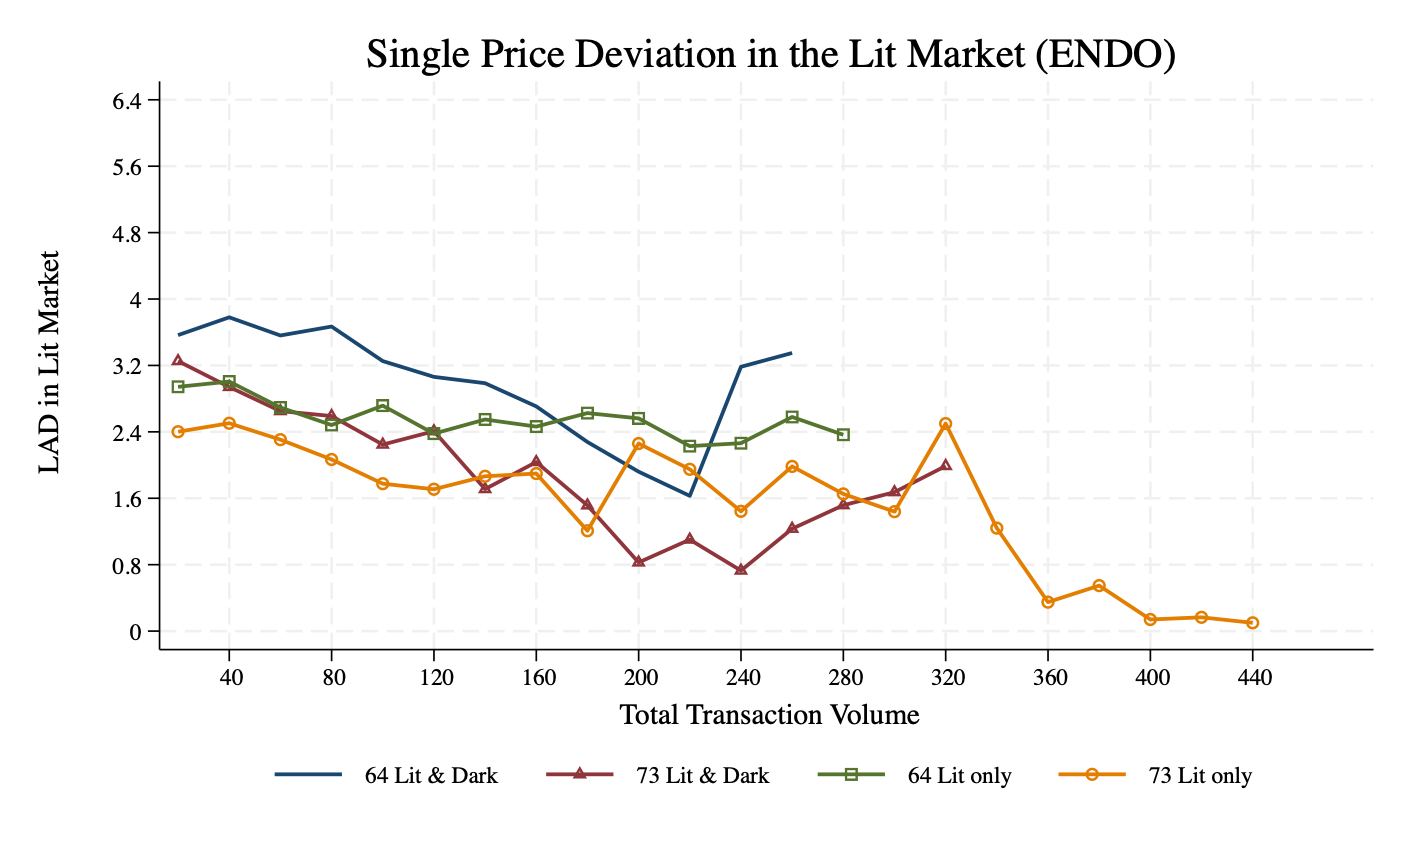 Single Price Deviation in the Lit Market (ENDO)
LAD in Lit Market
6.4
5.6
4.8
4
3.2
2.4
1.6
0.8
0
40 80 120 160 200 240 280 320 360 400 440
Total Transaction Volume
64 Lit & Dark 73 Lit & Dark 64 Lit only 73 Lit only